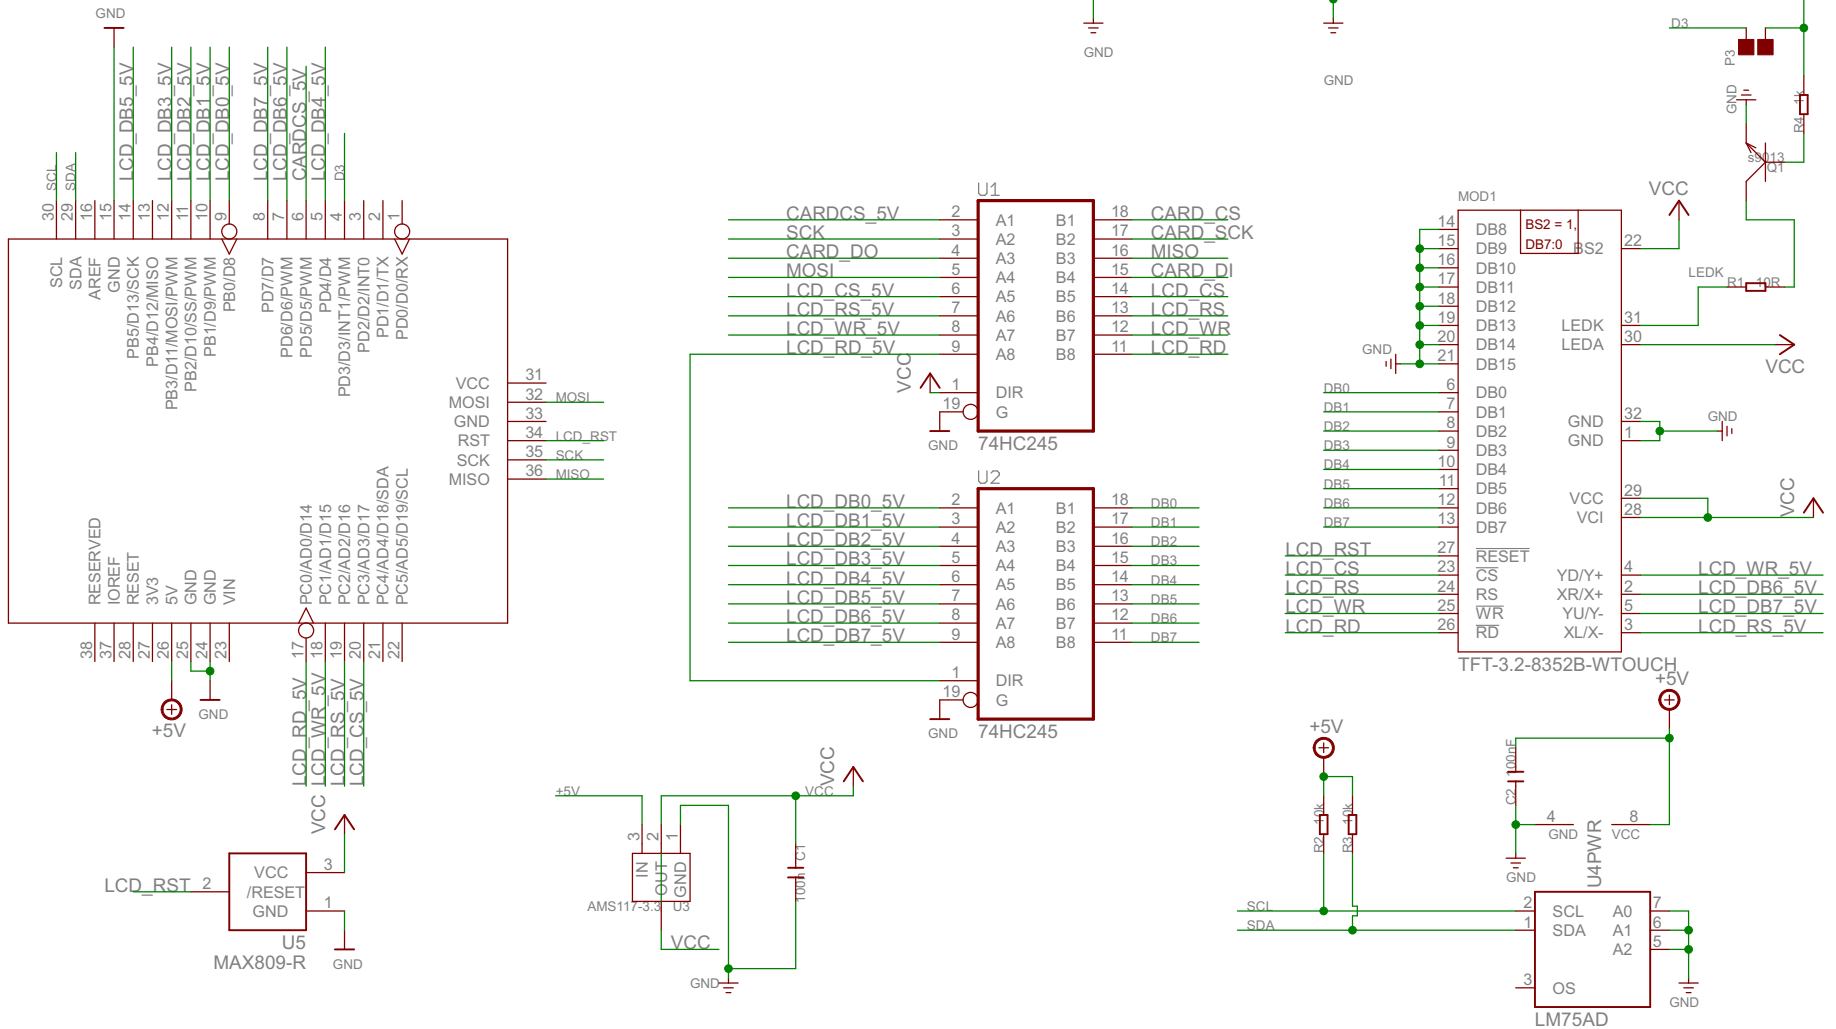 GND
SCL
SDA
LCD_DB5_5V
LCD_DB3_5V
LCD_DB2_5V
LCD_DB1_5V
LCD_DB0_5V
LCD_DB7_5V
LCD_DB6_5V
CARDCS_5V
LCD_DB4_5V
D3
30 29 16 15 14 13 12 11 10 9 8 7 6 5 4 3 2 1
SCL
SDA
AREF
GND
PB5/D13/SCK
PB4/D12/MISO
PB3/D11/MOSI/PWM
PB2/D10/SS/PWM
PB1/D9/PWM
PB0/D8
PD7/D7
PD6/D6/PWM
PD5/D5/PWM
PD4/D4
PD3/D3/INT1/PWM
PD2/D2/INT0
PD1/D1/TX
PD0/D0/RX
VCC 31
MOSI 32 MOSI
GND 33
RST 34 LCD_RST
SCK 35 SCK
MISO 36 MISO
RESERVED
IOREF
RESET
3V3
5V
GND
GND
VIN
PC0/AD0/D14
PC1/AD1/D15
PC2/AD2/D16
PC3/AD3/D17
PC4/AD4/D18/SDA
PC5/AD5/D19/SCL
38 37 28 27 26 25 24 23 17 18 19 20 21 22
+5V
GND
LCD_RD_5V
LCD_WR_5V
LCD_RS_5V
LCD_CS_5V
VCC
LCD_RST 2
VCC 3
/RESET
GND 1
U5
MAX809-R
GND
GND
GND
U1
CARDCS_5V 2 A1 B1 18 CARD_CS
SCK 3 A2 B2 17 CARD_SCK
CARD_DO 4 A3 B3 16 MISO
MOSI 5 A4 B4 15 CARD_DI
LCD_CS_5V 6 A5 B5 14 LCD_CS
LCD_RS_5V 7 A6 B6 13 LCD_RS
LCD_WR_5V 8 A7 B7 12 LCD_WR
LCD_RD_5V 9 A8 B8 11 LCD_RD
VCC
1 DIR
19 G
GND
74HC245
U2
LCD_DB0_5V 2 A1 B1 18 DB0
LCD_DB1_5V 3 A2 B2 17 DB1
LCD_DB2_5V 4 A3 B3 16 DB2
LCD_DB3_5V 5 A4 B4 15 DB3
LCD_DB4_5V 6 A5 B5 14 DB4
LCD_DB5_5V 7 A6 B6 13 DB5
LCD_DB6_5V 8 A7 B7 12 DB6
LCD_DB7_5V 9 A8 B8 11 DB7
1 DIR
19 G
GND
74HC245
+5V
VCC
VCC
3 2 1
IN
OUT
GND
AMS117-3.3 U3
VCC
GND
C1
100n
D3
P3
GND
R4 1k
s9013
Q1
VCC
MOD1
BS2 = 1,
DB7:0
14 DB8
15 DB9
16 DB10
17 DB11
18 DB12
19 DB13
20 DB14
21 DB15
GND
BS2 22
LEDK
R1 10R
LEDK 31
LEDA 30
VCC
DB0 6 DB0
DB1 7 DB1
DB2 8 DB2
DB3 9 DB3
DB4 10 DB4
DB5 11 DB5
DB6 12 DB6
DB7 13 DB7
GND 32
GND 1
GND
VCC 29
VCI 28
VCC
LCD_RST 27 RESET
LCD_CS 23 CS
LCD_RS 24 RS
LCD_WR 25 WR
LCD_RD 26 RD
YD/Y+ 4 LCD_WR_5V
XR/X+ 2 LCD_DB6_5V
YU/Y- 5 LCD_DB7_5V
XL/X- 3 LCD_RS_5V
TFT-3.2-8352B-WTOUCH
+5V
+5V
C2 100nF
R2 10k
R3 10k
4 GND
8 VCC
U4PWR
GND
SCL 2 SCL
SDA 1 SDA
A0 7
A1 6
A2 5
3 OS
GND
LM75AD